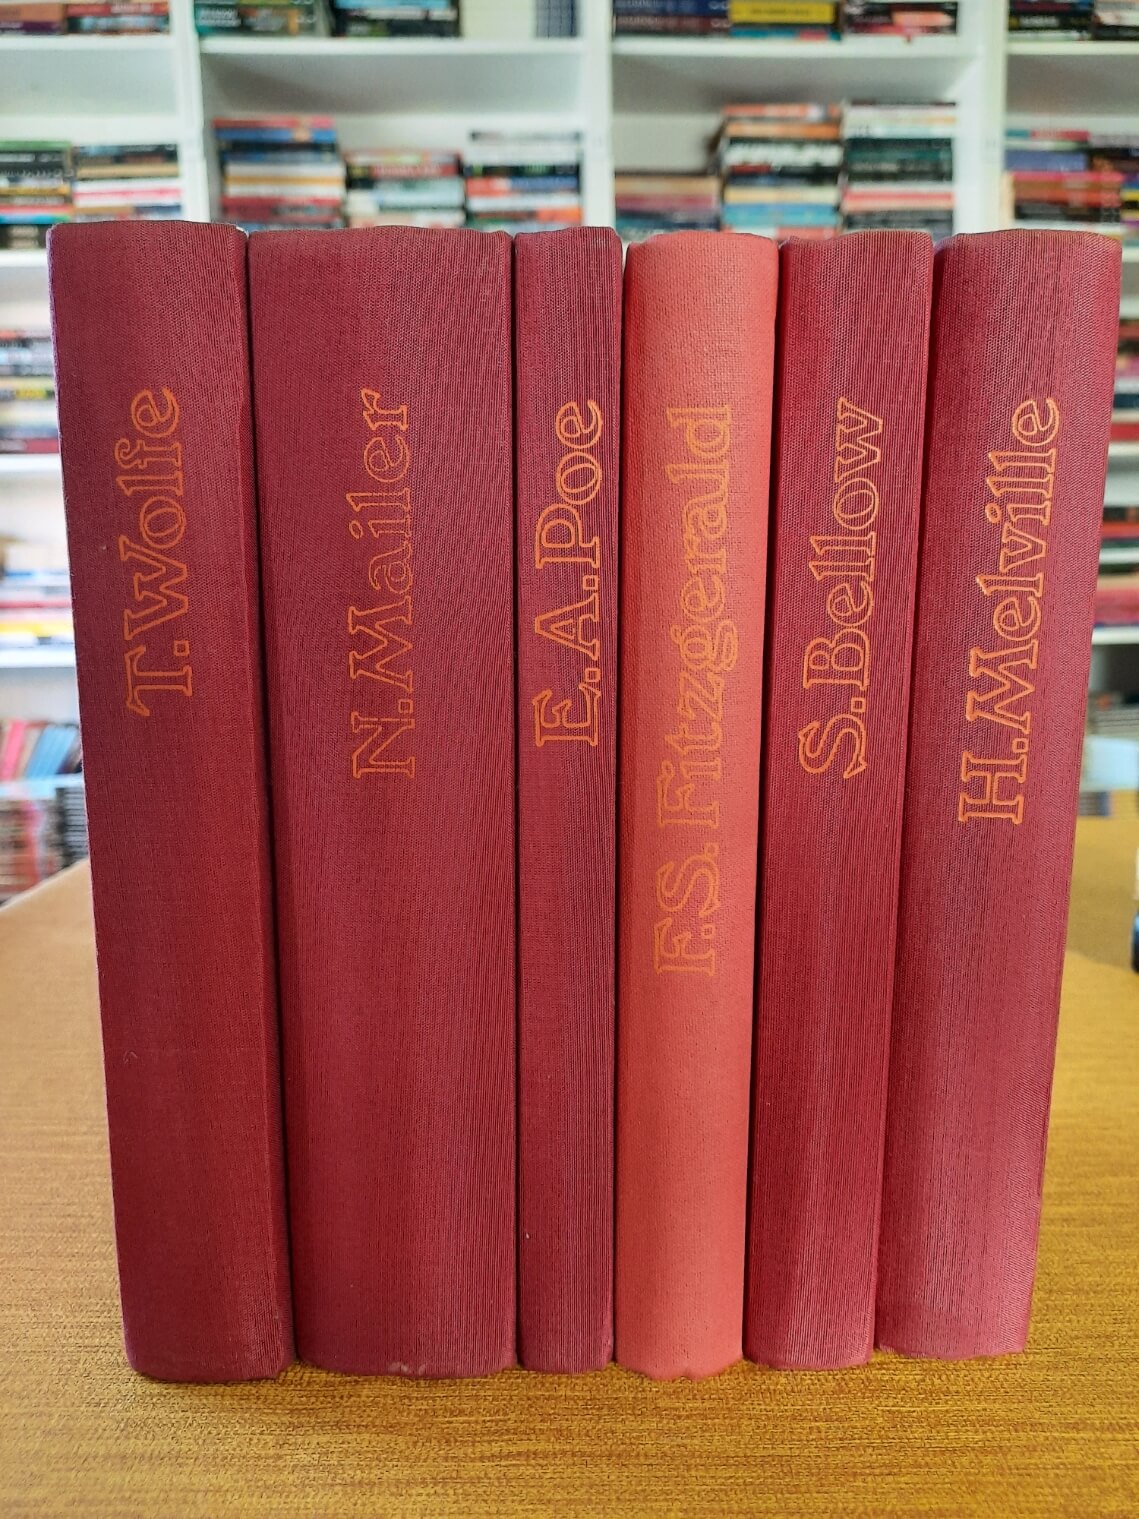 T.Wolfe
N.Mailer
E.A.Poe
F.S.Fitzgerald
S.Bellow
H.Melville